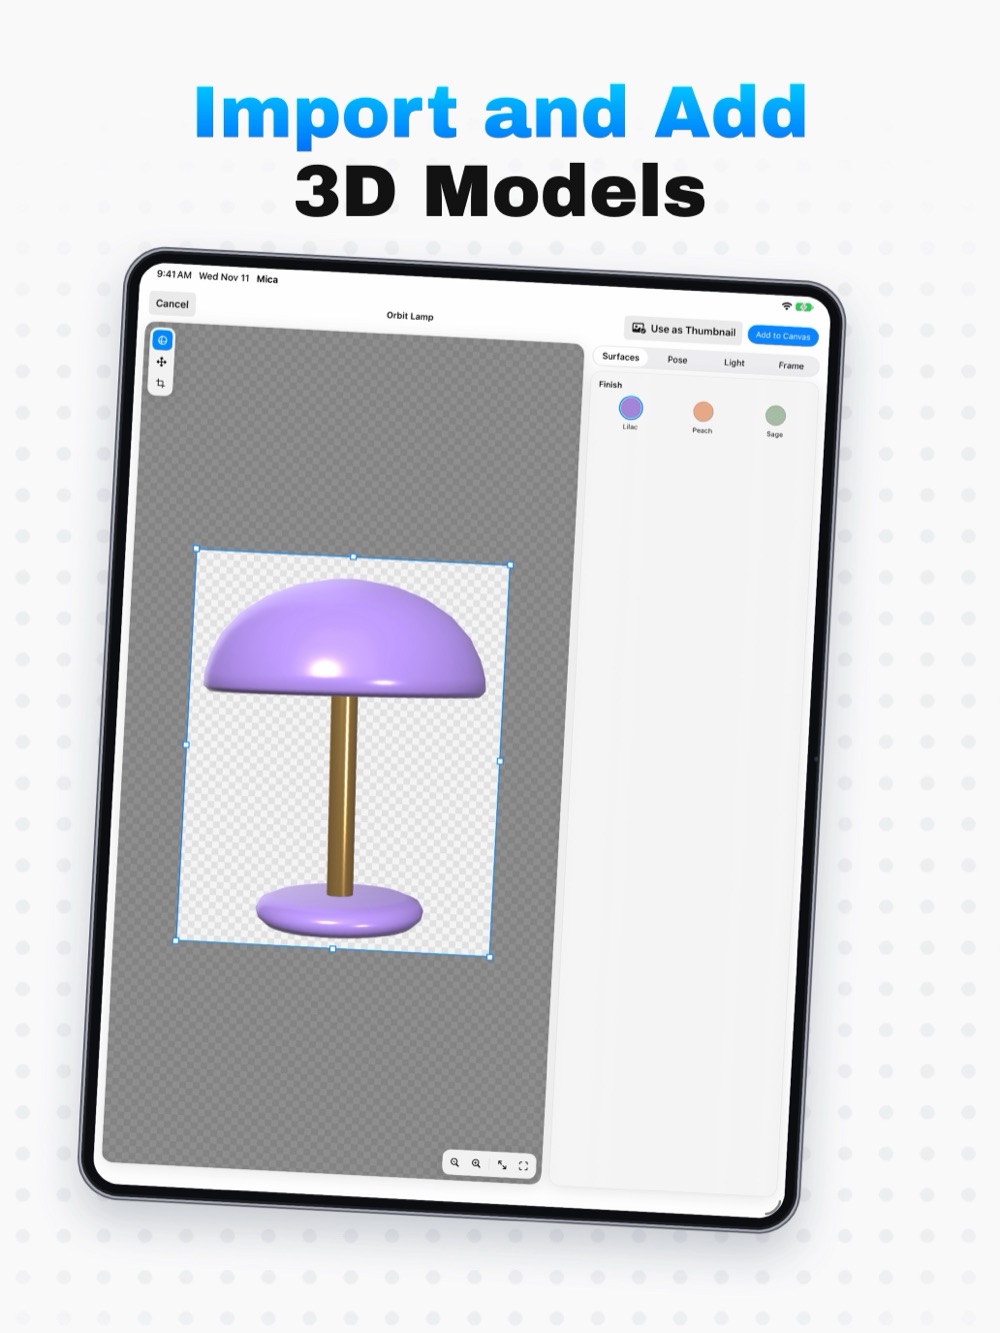 Import and Add
3D Models
9:41 AM Wed Nov 11 Mica
Cancel
Orbit Lamp
Use as Thumbnail
Add to Canvas
Surfaces
Pose
Light
Frame
Finish
Lilac
Peach
Sage